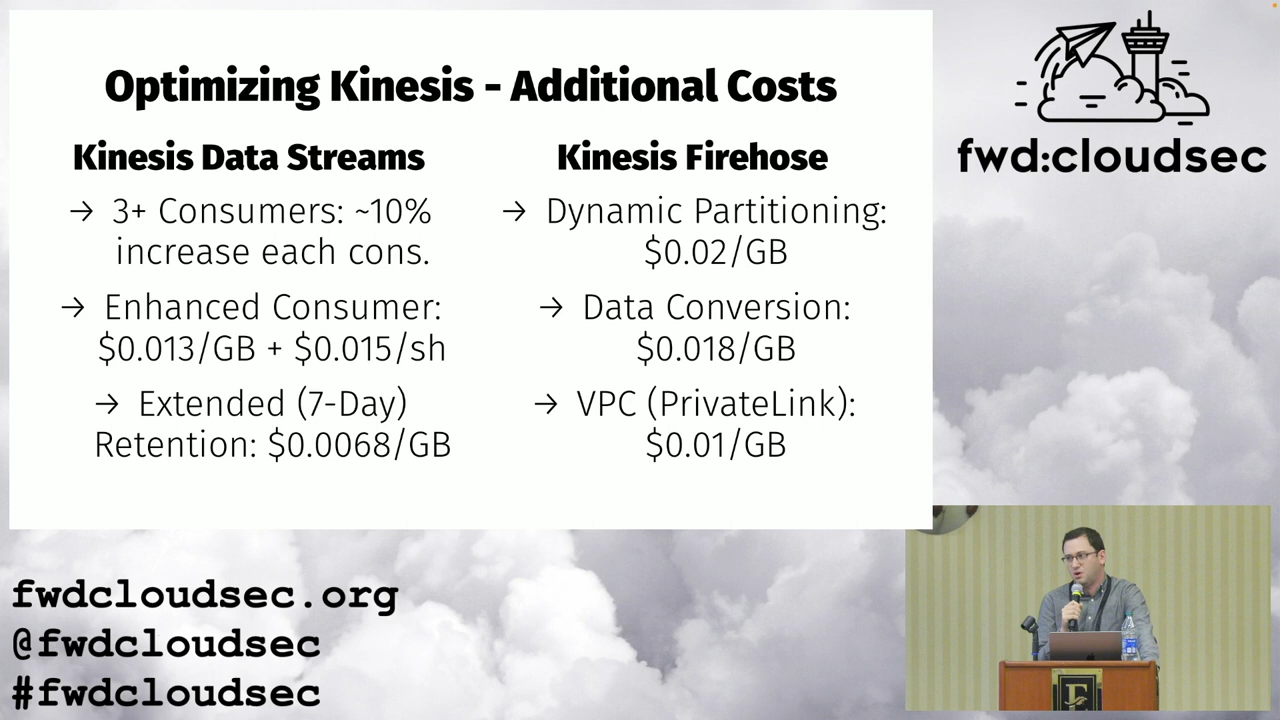 Optimizing Kinesis - Additional Costs
Kinesis Data Streams
→ 3+ Consumers: ~10%
increase each cons.
→ Enhanced Consumer:
$0.013/GB + $0.015/sh
→ Extended (7-Day)
Retention: $0.0068/GB
Kinesis Firehose
→ Dynamic Partitioning:
$0.02/GB
→ Data Conversion:
$0.018/GB
→ VPC (PrivateLink):
$0.01/GB
fwd:cloudsec
fwdcloudsec.org
@fwdcloudsec
#fwdcloudsec
E